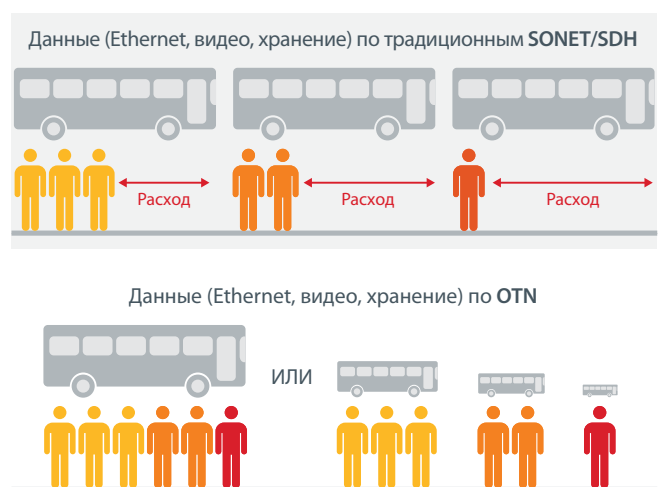 Данные (Ethernet, видео, хранение) по традиционным SONET/SDH
Расход Расход Расход
Данные (Ethernet, видео, хранение) по OTN
ИЛИ